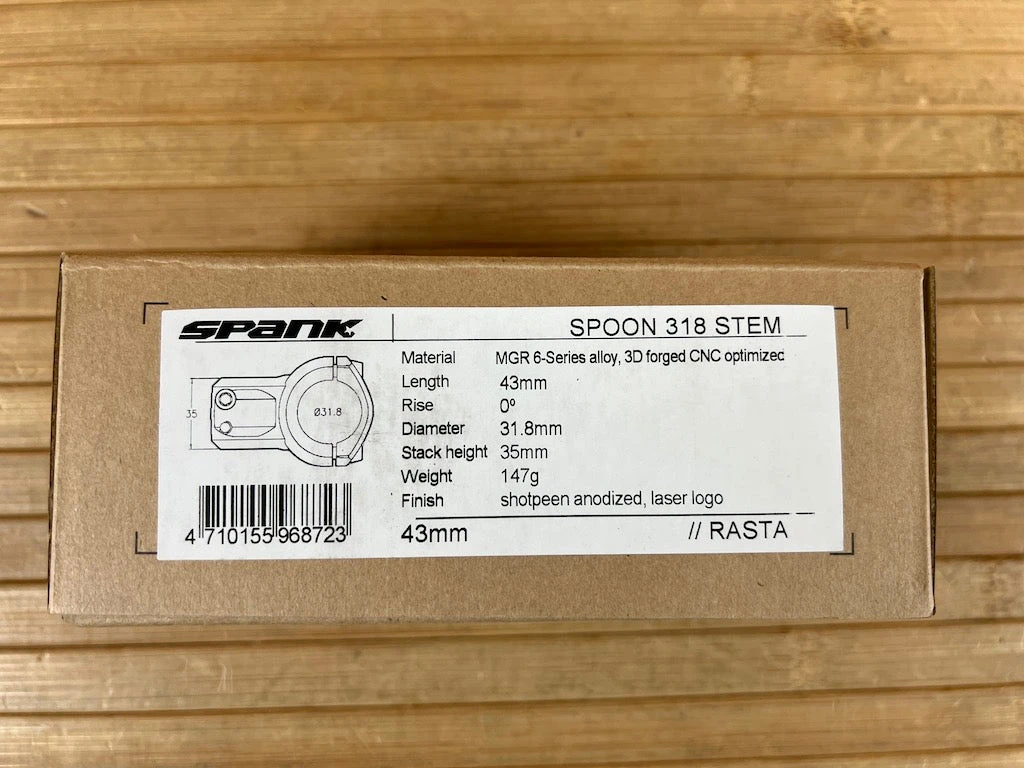 SPANK
SPOON 318 STEM
Material MGR 6-Series alloy, 3D forged CNC optimized
Length 43mm
Rise 0º
Diameter 31.8mm
Stack height 35mm
Weight 147g
Finish shotpeen anodized, laser logo
35
Ø31.8
4 710155 968723
43mm // RASTA